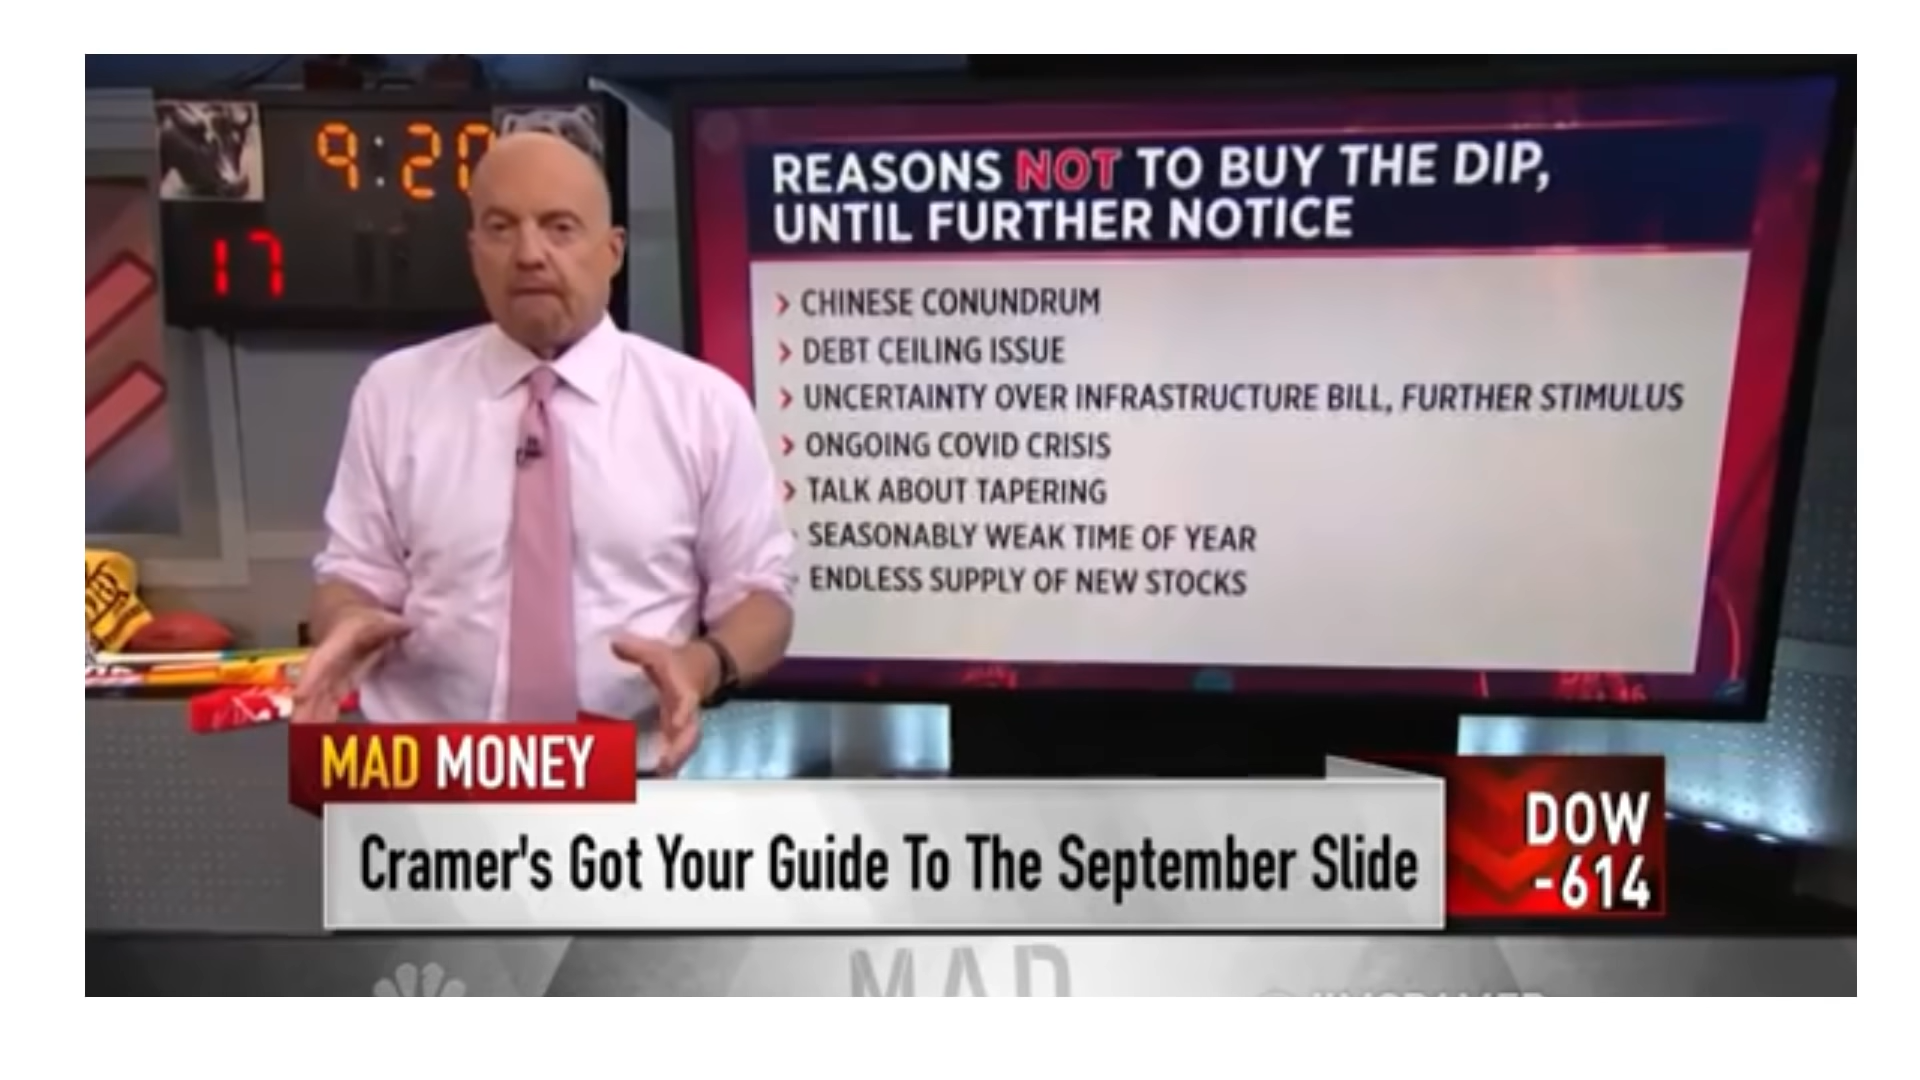 9:20
17
REASONS NOT TO BUY THE DIP,
UNTIL FURTHER NOTICE
CHINESE CONUNDRUM
DEBT CEILING ISSUE
UNCERTAINTY OVER INFRASTRUCTURE BILL, FURTHER STIMULUS
ONGOING COVID CRISIS
TALK ABOUT TAPERING
SEASONABLY WEAK TIME OF YEAR
ENDLESS SUPPLY OF NEW STOCKS
MAD MONEY
Cramer's Got Your Guide To The September Slide
DOW
-614
MAD